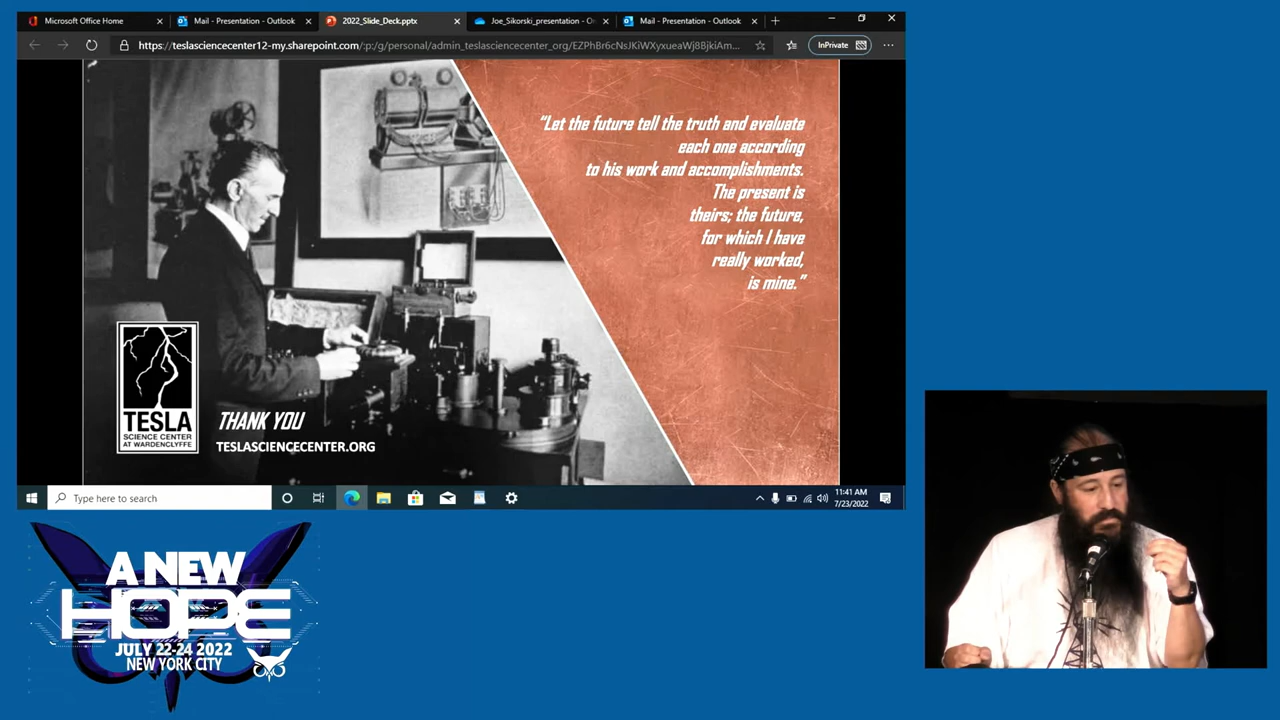 Microsoft Office Home
Mail - Presentation - Outlook
2022_Slide_Deck.pptx
Joe_Sikorski_presentation - On
Mail - Presentation - Outlook
https://teslasciencecenter12-my.sharepoint.com/:p:/g/personal/admin_teslasciencecenter_org/EZPhBr6cNsJKiWXyxueaWj8BjkiAm...
InPrivate
“Let the future tell the truth and evaluate
each one according
to his work and accomplishments.
The present is
theirs; the future,
for which I have
really worked,
is mine.”
TESLA
SCIENCE CENTER
AT WARDENCLYFFE
THANK YOU
TESLASCIENCECENTER.ORG
Type here to search
11:41 AM
7/23/2022
A NEW
HOPE
JULY 22-24 2022
NEW YORK CITY